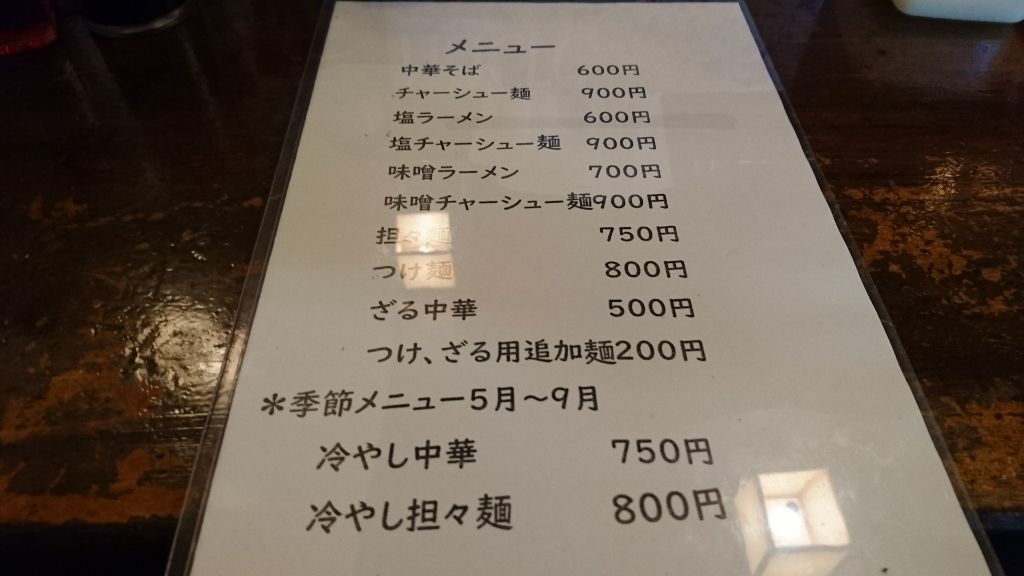 メニュー
中華そば 600円
チャーシュー麺 900円
塩ラーメン 600円
塩チャーシュー麺 900円
味噌ラーメン 700円
味噌チャーシュー麺900円
担々麺 750円
つけ麺 800円
ざる中華 500円
つけ、ざる用追加麺200円
＊季節メニュー5月～9月
冷やし中華 750円
冷やし担々麺 800円